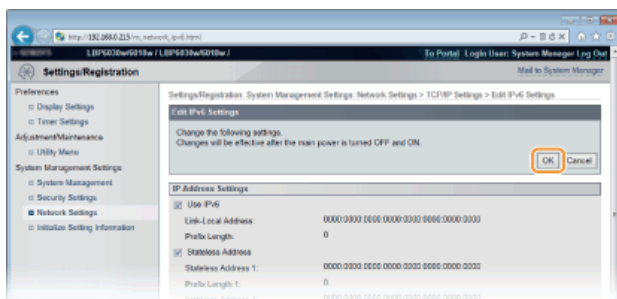 http://192.168.0.215/m_network_ipv6.html
LBP6030w/6018w / LBP6030w/6018w /
To Portal Login User: System Manager Log Out
Settings/Registration
Mail to System Manager
Preferences
Display Settings
Timer Settings
Adjustment/Maintenance
Utility Menu
System Management Settings
System Management
Security Settings
Network Settings
Initialize Setting Information
Settings/Registration: System Management Settings: Network Settings > TCP/IP Settings > Edit IPv6 Settings
Edit IPv6 Settings
Change the following settings.
Changes will be effective after the main power is turned OFF and ON.
OK Cancel
IP Address Settings
Use IPv6
Link-Local Address: 0000:0000:0000:0000:0000:0000:0000:0000
Prefix Length: 0
Stateless Address
Stateless Address 1: 0000:0000:0000:0000:0000:0000:0000:0000
Prefix Length 1: 0